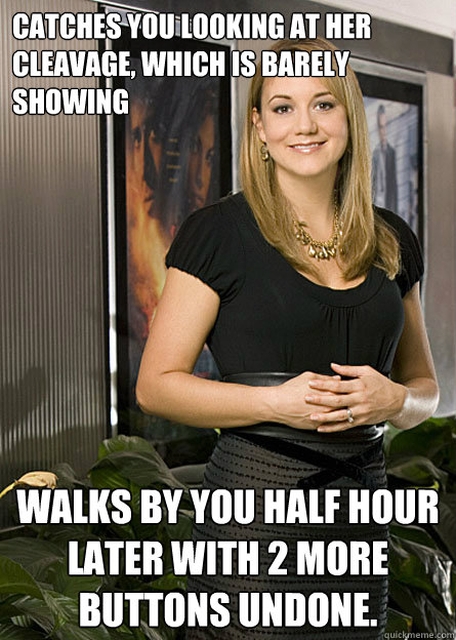 CATCHES YOU LOOKING AT HER
CLEAVAGE, WHICH IS BARELY
SHOWING
WALKS BY YOU HALF HOUR
LATER WITH 2 MORE
BUTTONS UNDONE.
quickmeme.com